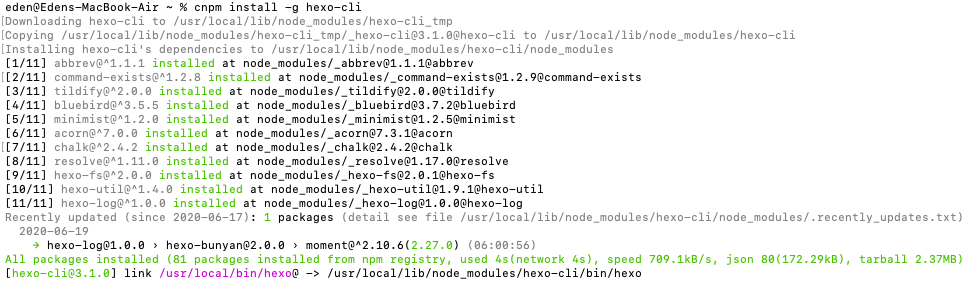 eden@Edens-MacBook-Air ~ % cnpm install -g hexo-cli
Downloading hexo-cli to /usr/local/lib/node_modules/hexo-cli_tmp
Copying /usr/local/lib/node_modules/hexo-cli_tmp/_hexo-cli@3.1.0@hexo-cli to /usr/local/lib/node_modules/hexo-cli
Installing hexo-cli's dependencies to /usr/local/lib/node_modules/hexo-cli/node_modules
[1/11] abbrev@^1.1.1 installed at node_modules/_abbrev@1.1.1@abbrev
[2/11] command-exists@^1.2.8 installed at node_modules/_command-exists@1.2.9@command-exists
[3/11] tildify@^2.0.0 installed at node_modules/_tildify@2.0.0@tildify
[4/11] bluebird@^3.5.5 installed at node_modules/_bluebird@3.7.2@bluebird
[5/11] minimist@^1.2.0 installed at node_modules/_minimist@1.2.5@minimist
[6/11] acorn@^7.0.0 installed at node_modules/_acorn@7.3.1@acorn
[7/11] chalk@^2.4.2 installed at node_modules/_chalk@2.4.2@chalk
[8/11] resolve@^1.11.0 installed at node_modules/_resolve@1.17.0@resolve
[9/11] hexo-fs@^2.0.0 installed at node_modules/_hexo-fs@2.0.1@hexo-fs
[10/11] hexo-util@^1.4.0 installed at node_modules/_hexo-util@1.9.1@hexo-util
[11/11] hexo-log@^1.0.0 installed at node_modules/_hexo-log@1.0.0@hexo-log
Recently updated (since 2020-06-17): 1 packages (detail see file /usr/local/lib/node_modules/hexo-cli/node_modules/.recently_updates.txt)
2020-06-19
→ hexo-log@1.0.0 › hexo-bunyan@2.0.0 › moment@^2.10.6(2.27.0) (06:00:56)
All packages installed (81 packages installed from npm registry, used 4s(network 4s), speed 709.1kB/s, json 80(172.29kB), tarball 2.37MB)
[hexo-cli@3.1.0] link /usr/local/bin/hexo@ -> /usr/local/lib/node_modules/hexo-cli/bin/hexo